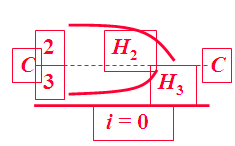 2 H₂
C C
3 H₃
i = 0